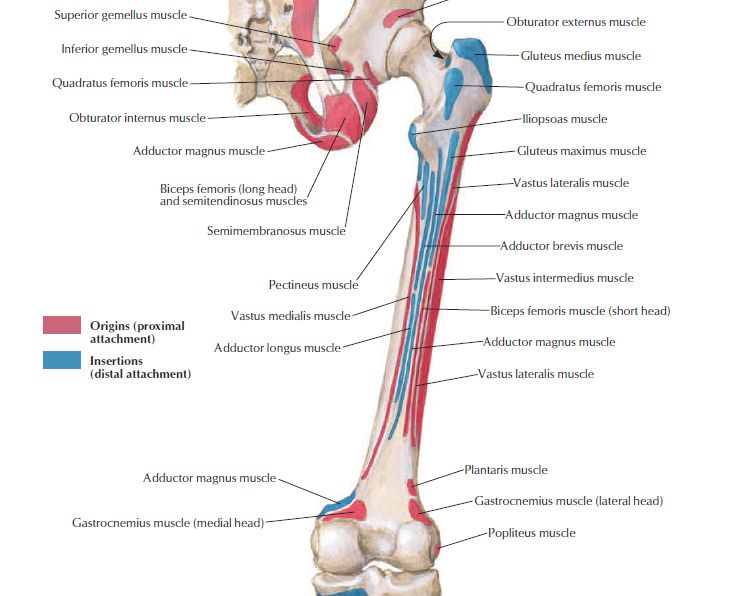 Superior gemellus muscle
Inferior gemellus muscle
Quadratus femoris muscle
Obturator internus muscle
Adductor magnus muscle
Biceps femoris (long head)
and semitendinosus muscles
Semimembranosus muscle
Pectineus muscle
Vastus medialis muscle
Adductor longus muscle
Origins (proximal
attachment)
Insertions
(distal attachment)
Adductor magnus muscle
Gastrocnemius muscle (medial head)
Obturator externus muscle
Gluteus medius muscle
Quadratus femoris muscle
Iliopsoas muscle
Gluteus maximus muscle
Vastus lateralis muscle
Adductor magnus muscle
Adductor brevis muscle
Vastus intermedius muscle
Biceps femoris muscle (short head)
Adductor magnus muscle
Vastus lateralis muscle
Plantaris muscle
Gastrocnemius muscle (lateral head)
Popliteus muscle